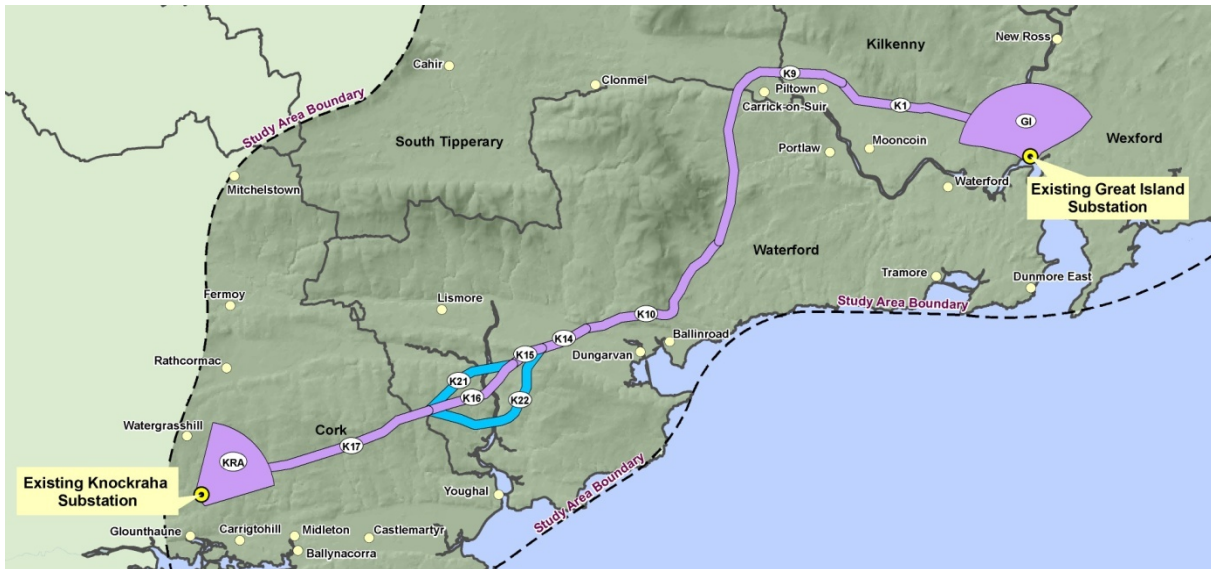 New Ross
Kilkenny
Cahir
Clonmel
K9
Piltown
Carrick-on-Suir
K1
GI
Study Area Boundary
South Tipperary
Wexford
Mooncoin
Portlaw
Mitchelstown
Waterford
Existing Great Island
Substation
Waterford
Tramore
Dunmore East
Fermoy
Lismore
Study Area Boundary
K10
K14
Ballinroad
Dungarvan
K15
Rathcormac
K21
K16
K22
Watergrasshill
Cork
K17
KRA
Existing Knockraha
Substation
Youghal
Study Area Boundary
Glounthaune
Carrigtohill
Midleton
Castlemartyr
Ballynacorra